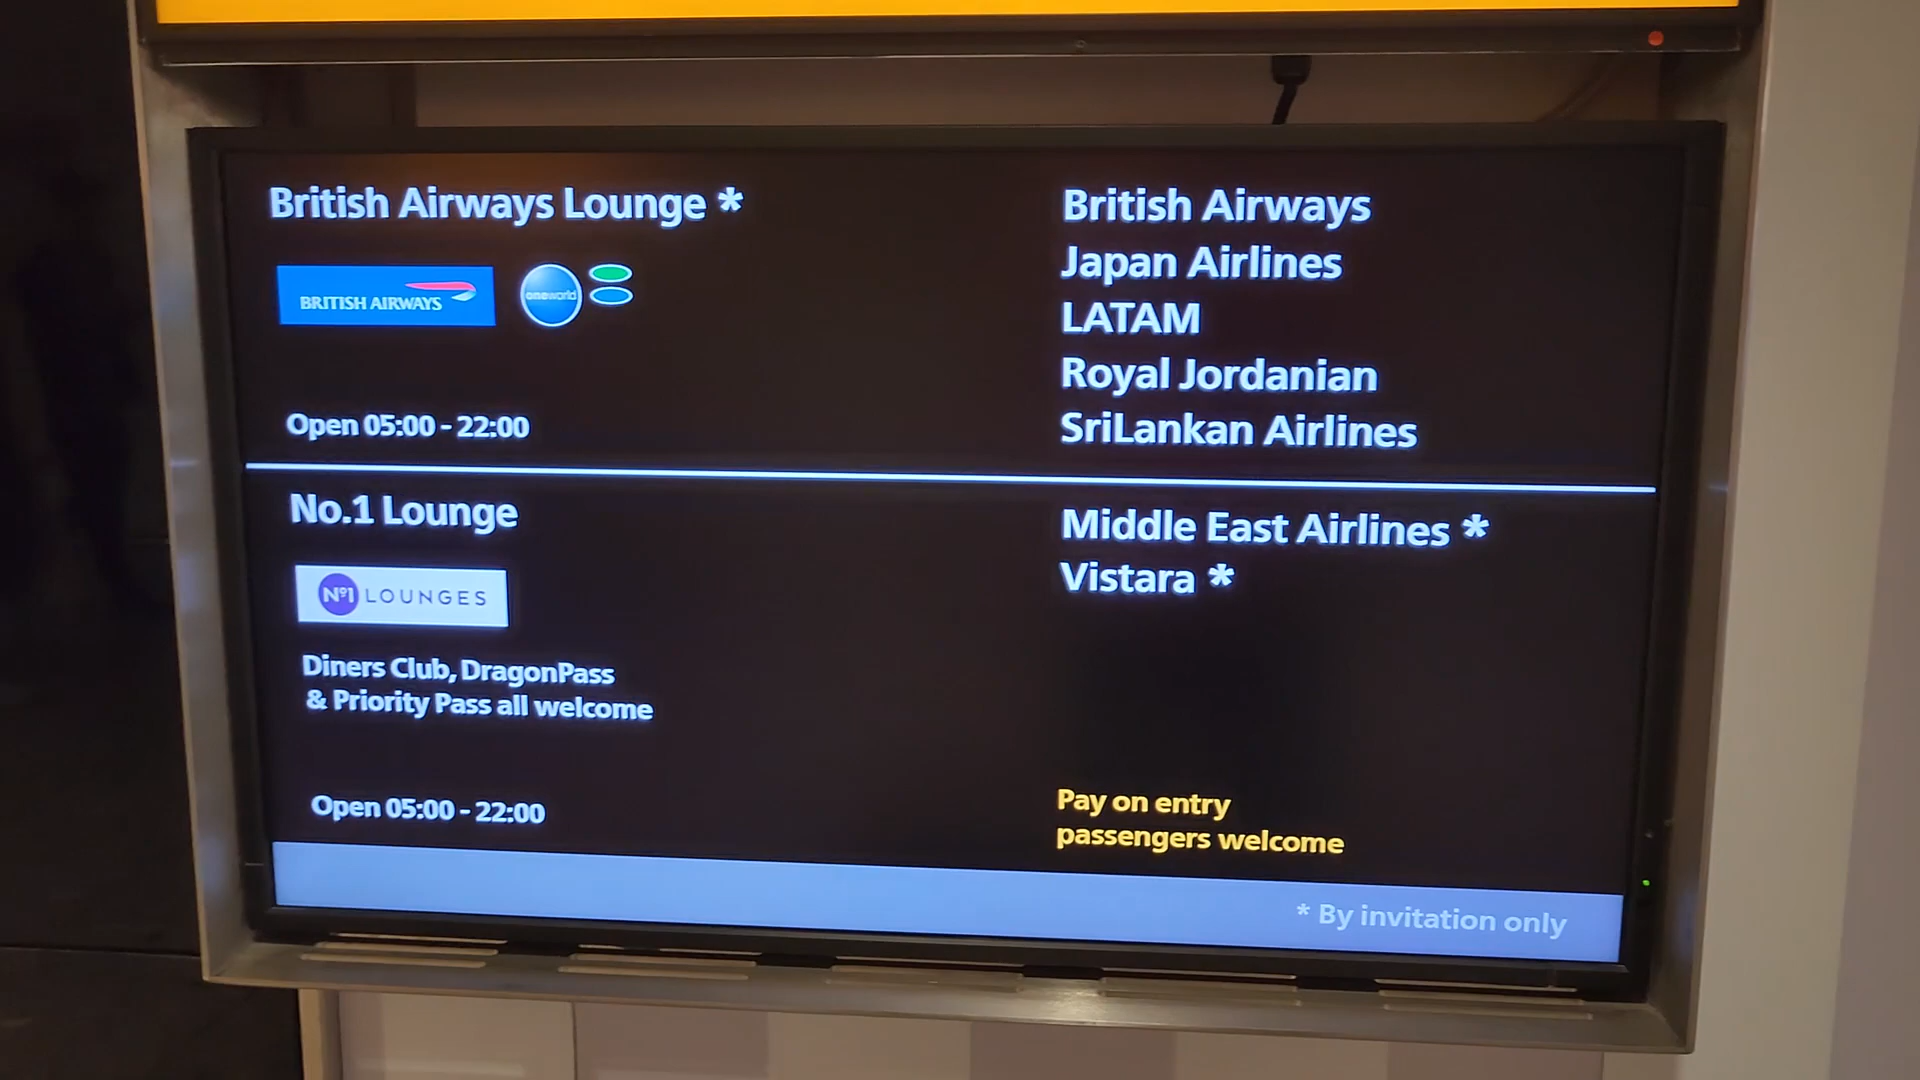 British Airways Lounge *
BRITISH AIRWAYS
oneworld
Open 05:00 - 22:00
British Airways
Japan Airlines
LATAM
Royal Jordanian
SriLankan Airlines
No.1 Lounge
Nº1 LOUNGES
Diners Club, DragonPass
& Priority Pass all welcome
Open 05:00 - 22:00
Middle East Airlines *
Vistara *
Pay on entry
passengers welcome
* By invitation only